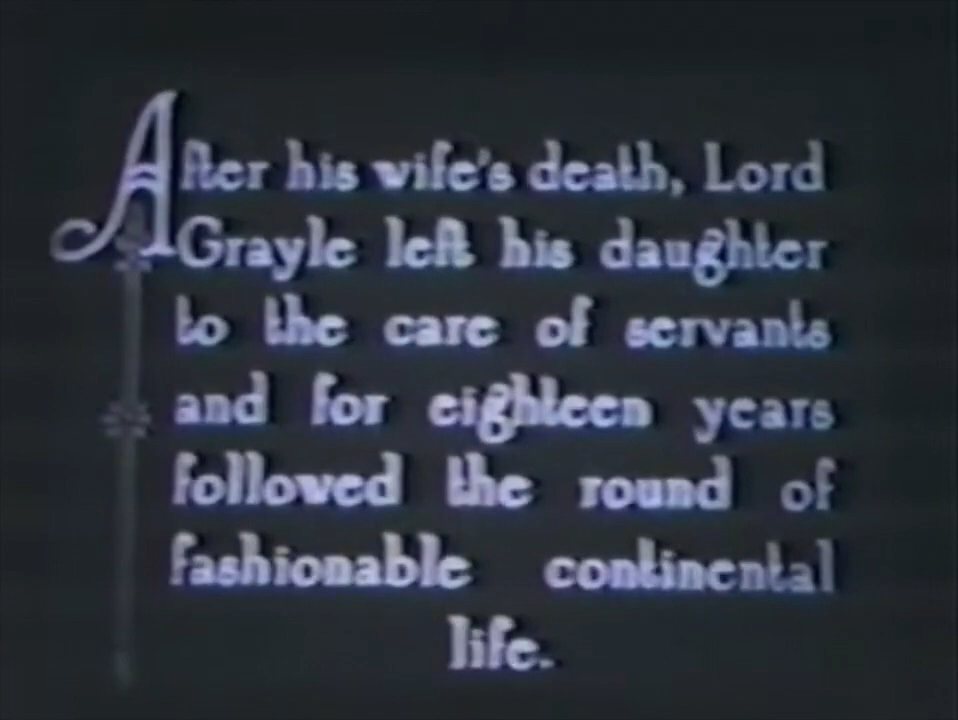 After his wife's death, Lord
Grayle left his daughter
to the care of servants
and for eighteen years
followed the round of
fashionable continental
life.